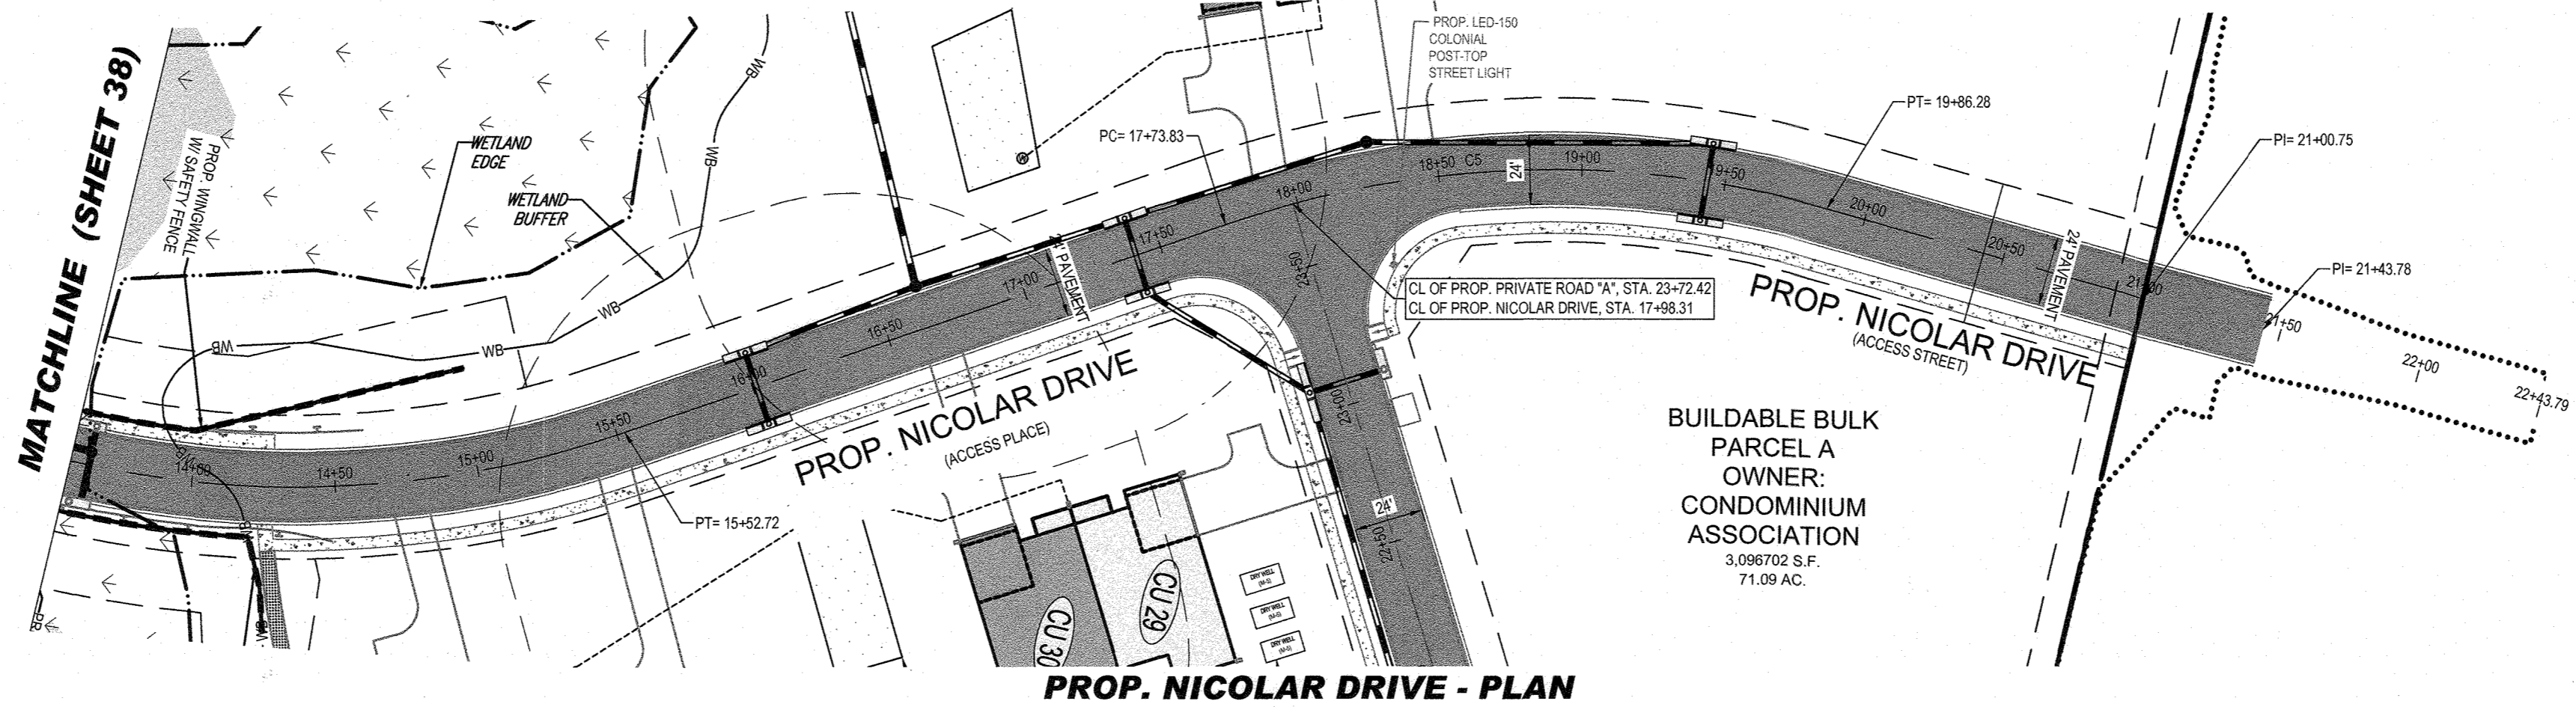 MATCHLINE (SHEET 38)
PROP. WINGWALL
W/ SAFETY FENCE
WETLAND
EDGE
WETLAND
BUFFER
WB
WB
WB
WB
WB
WB
WB
WB
14+00
14+50
15+00
15+50
16+00
16+50
17+00
17+50
18+00
18+50
C5
19+00
19+50
20+00
20+50
21+00
21+50
22+00
22+43.79
PT= 15+52.72
PC= 17+73.83
PROP. LED-150
COLONIAL
POST-TOP
STREET LIGHT
PT= 19+86.28
PI= 21+00.75
PI= 21+43.78
24' PAVEMENT
24'
24' PAVEMENT
W
CL OF PROP. PRIVATE ROAD "A", STA. 23+72.42
CL OF PROP. NICOLAR DRIVE, STA. 17+98.31
23+50
23+00
22+50
24'
PROP. NICOLAR DRIVE
(ACCESS PLACE)
PROP. NICOLAR DRIVE
(ACCESS STREET)
CU 30
CU 29
DRY WELL
(M-S)
DRY WELL
(M-S)
DRY WELL
(M-S)
BUILDABLE BULK
PARCEL A
OWNER:
CONDOMINIUM
ASSOCIATION
3,096702 S.F.
71.09 AC.
PROP. NICOLAR DRIVE - PLAN